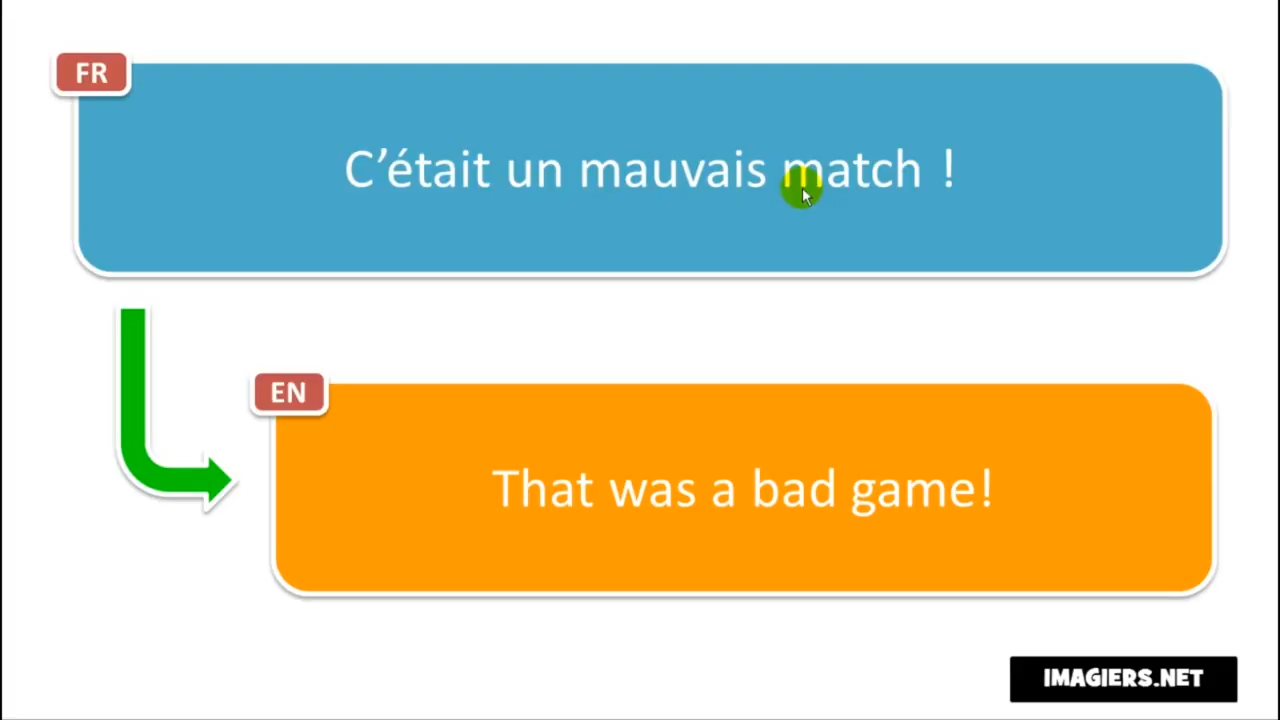 FR
C’était un mauvais match !
EN
That was a bad game!
IMAGIERS.NET